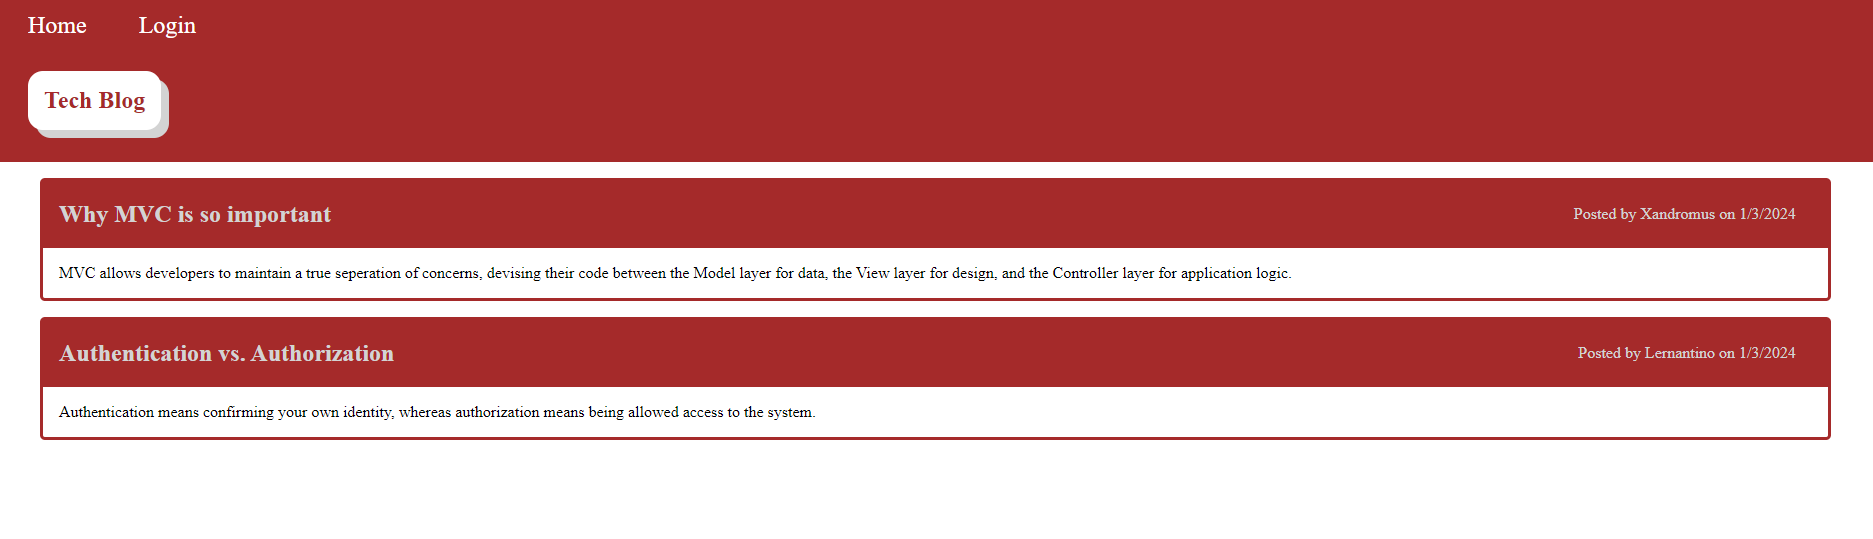 Home Login
Tech Blog
Why MVC is so important Posted by Xandromus on 1/3/2024
MVC allows developers to maintain a true seperation of concerns, devising their code between the Model layer for data, the View layer for design, and the Controller layer for application logic.
Authentication vs. Authorization Posted by Lernantino on 1/3/2024
Authentication means confirming your own identity, whereas authorization means being allowed access to the system.